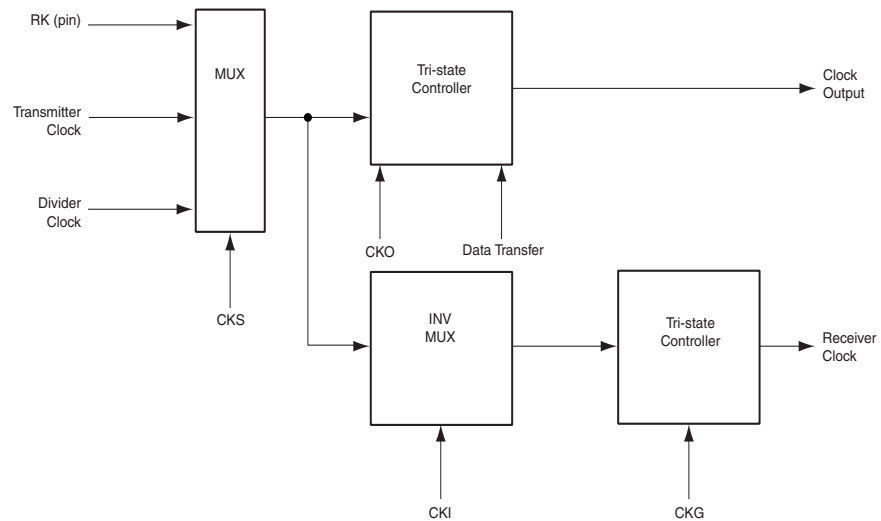 RK (pin)
MUX
Tri-state
Controller
Clock
Output
Transmitter
Clock
Divider
Clock
CKO
Data Transfer
CKS
INV
MUX
Tri-state
Controller
Receiver
Clock
CKI
CKG